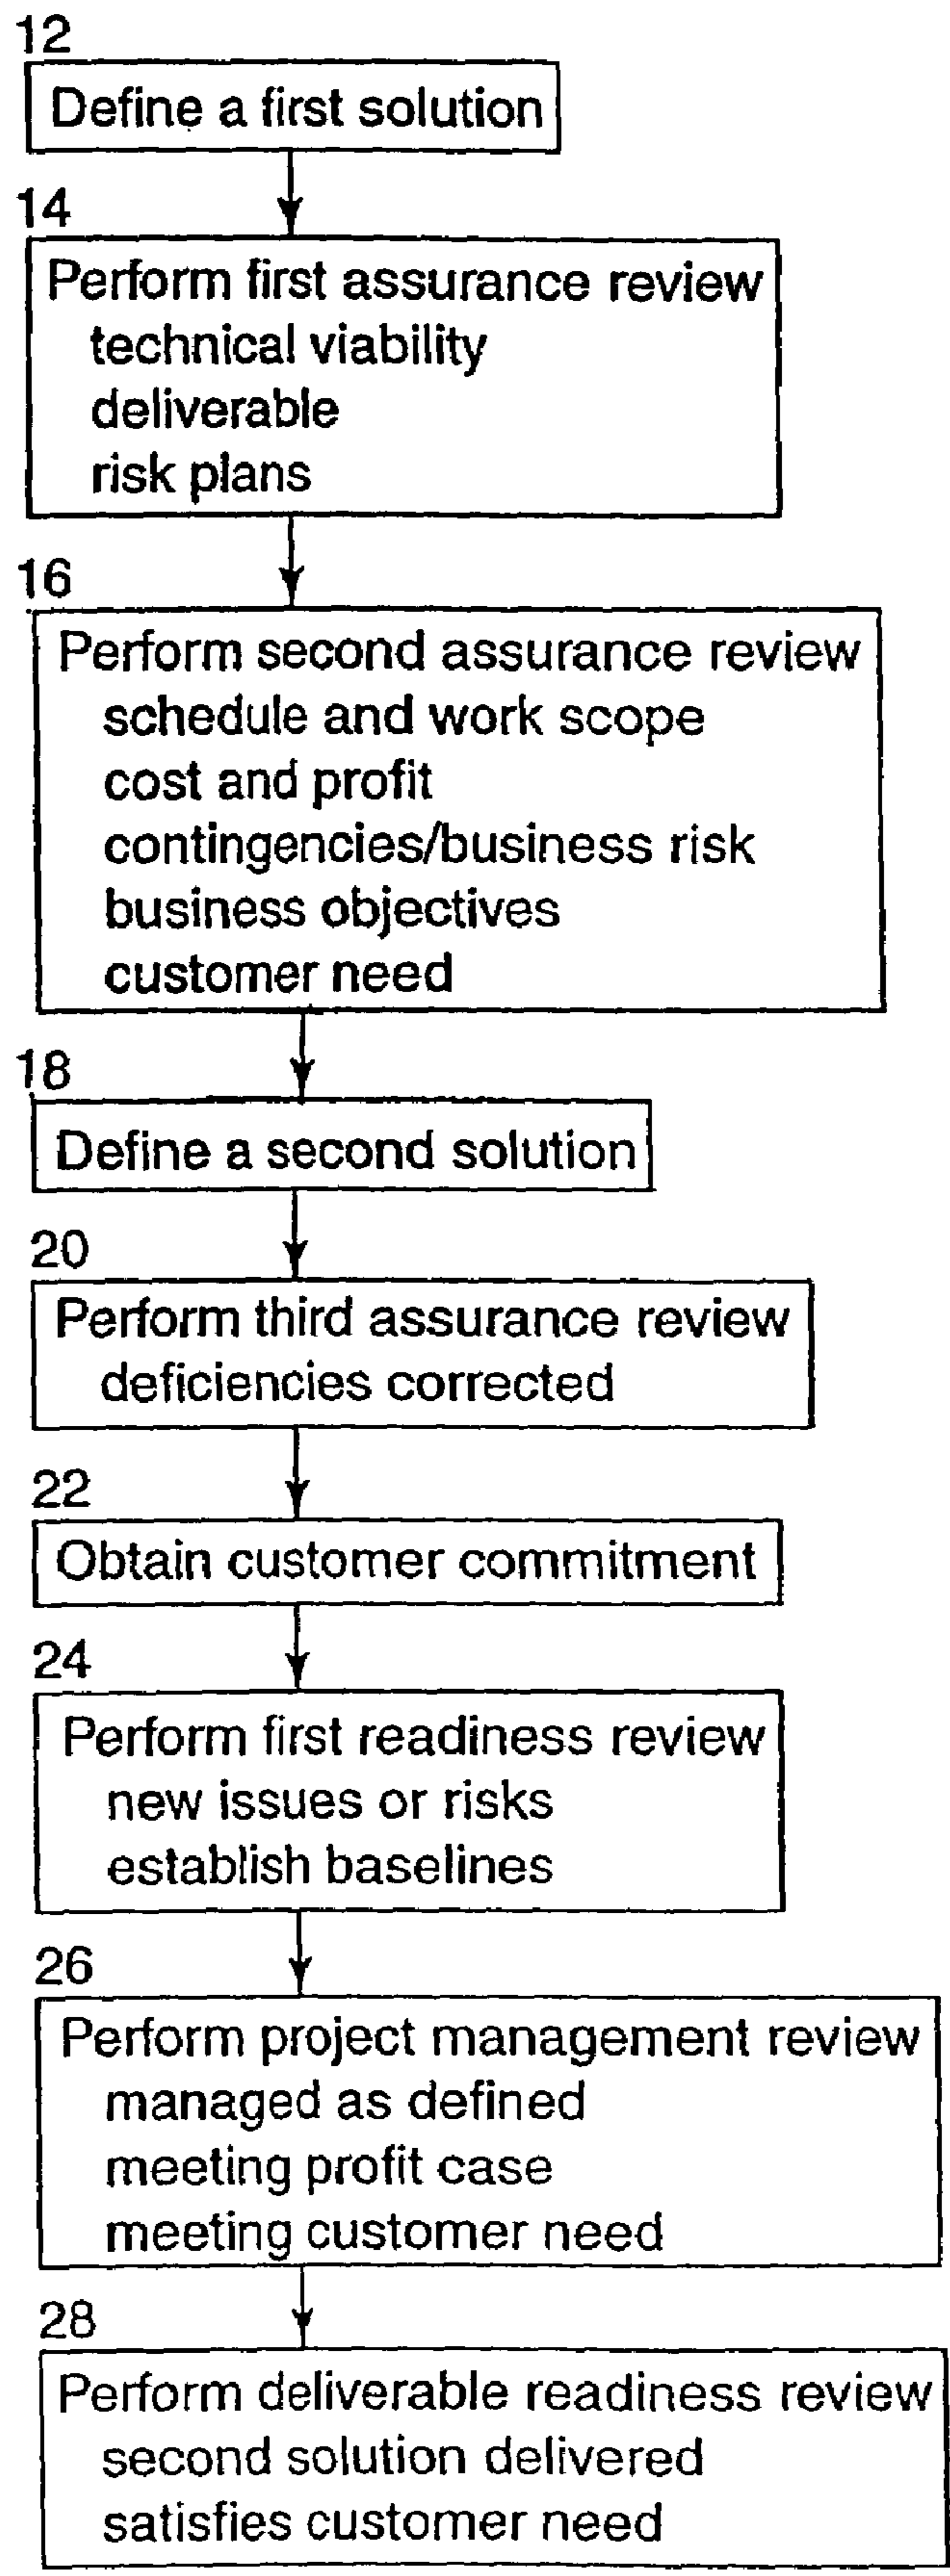 12
Define a first solution
14
Perform first assurance review
technical viability
deliverable
risk plans
16
Perform second assurance review
schedule and work scope
cost and profit
contingencies/business risk
business objectives
customer need
18
Define a second solution
20
Perform third assurance review
deficiencies corrected
22
Obtain customer commitment
24
Perform first readiness review
new issues or risks
establish baselines
26
Perform project management review
managed as defined
meeting profit case
meeting customer need
28
Perform deliverable readiness review
second solution delivered
satisfies customer need